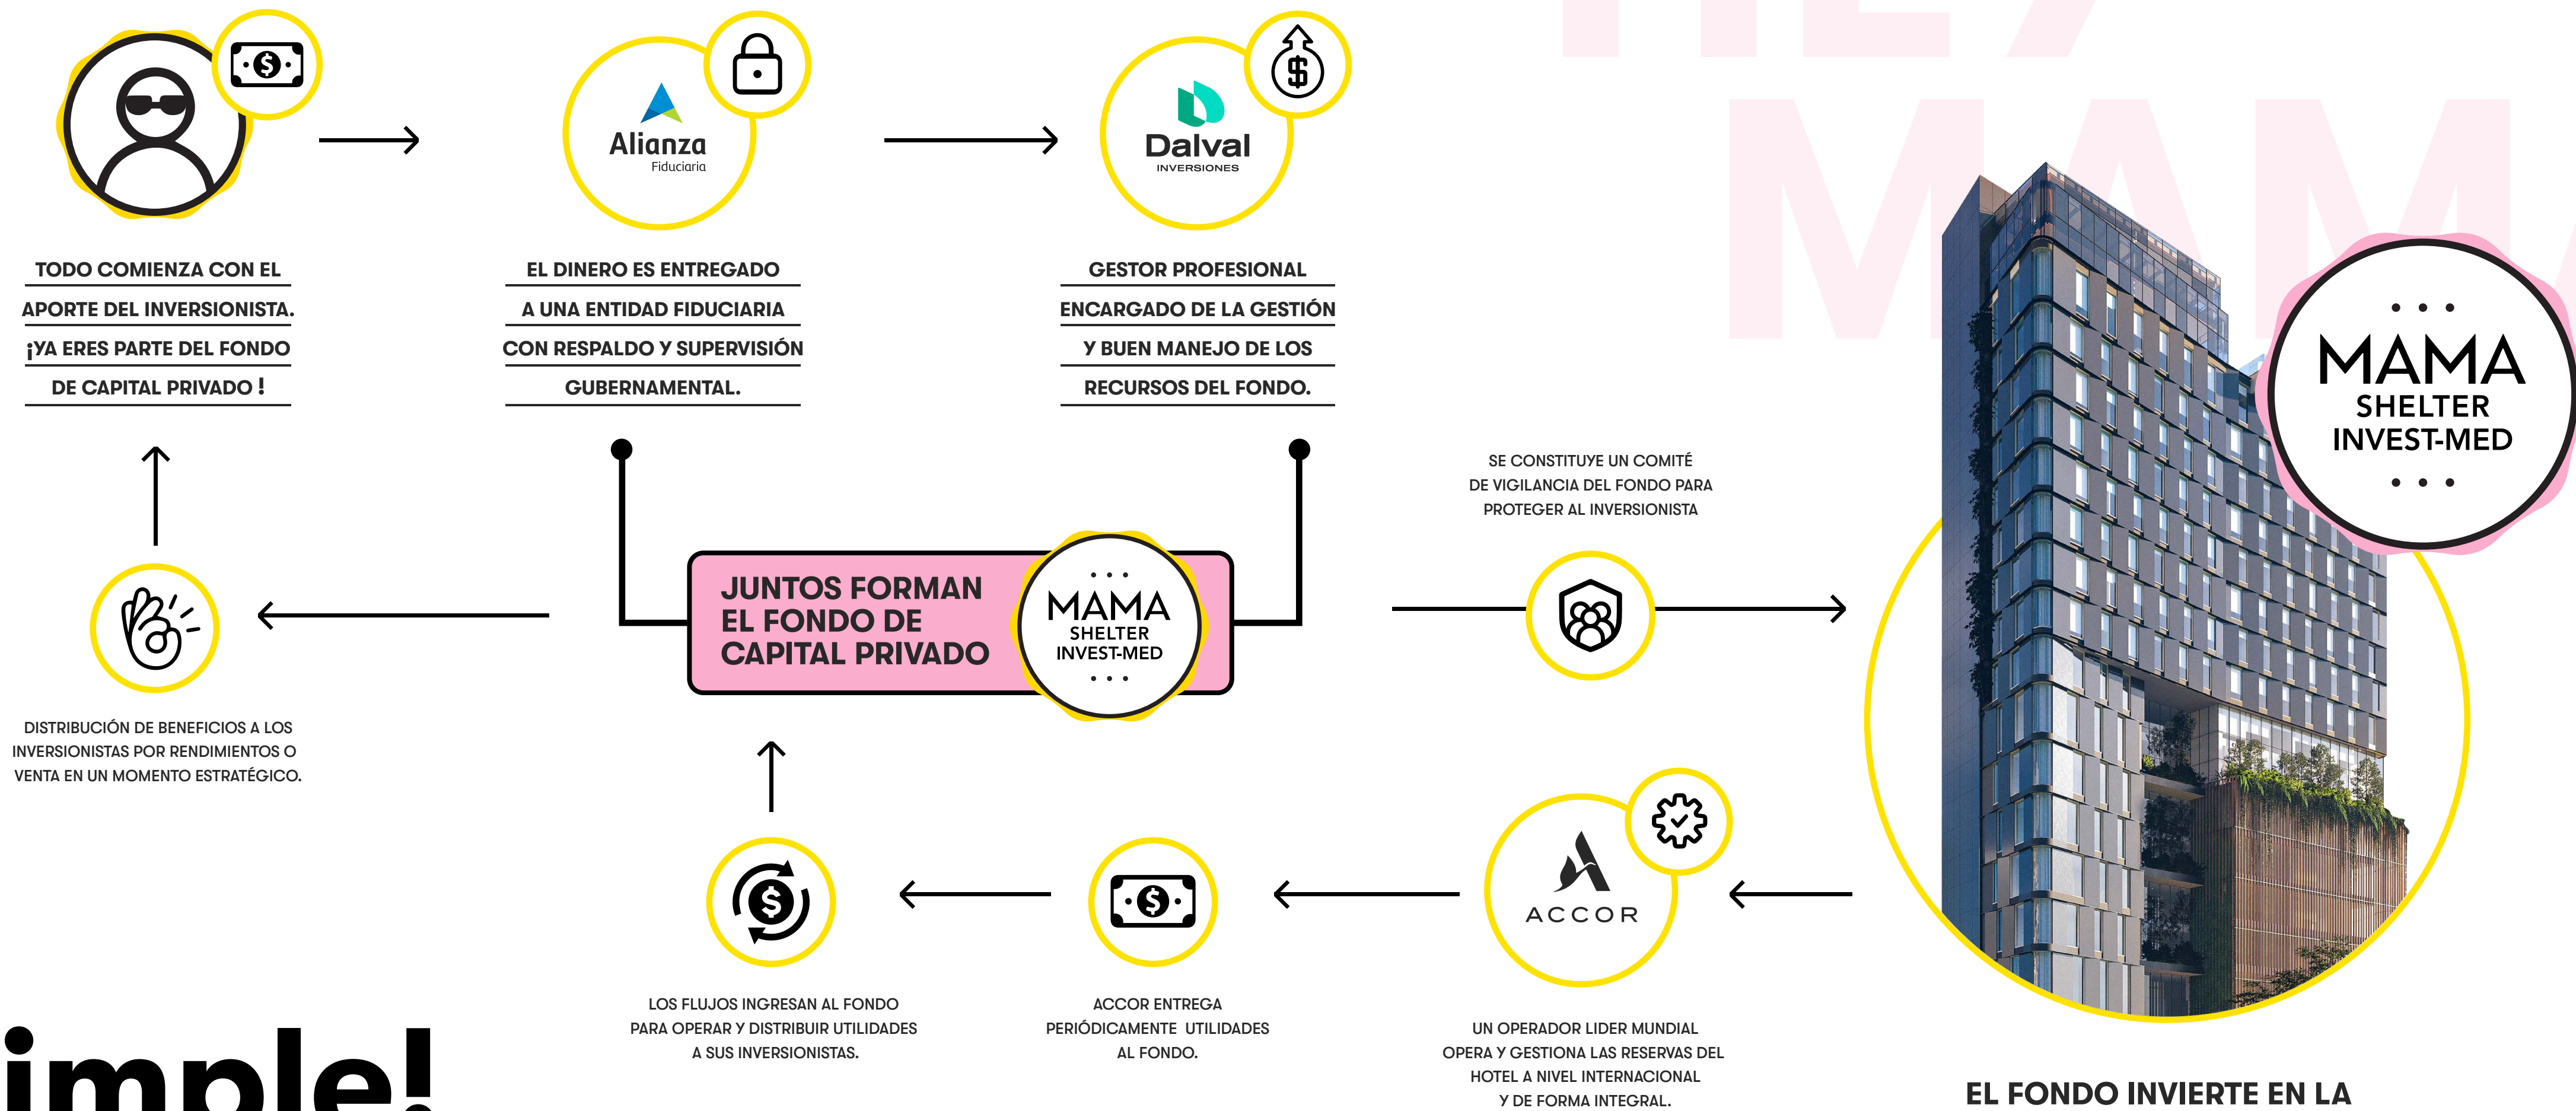 HEY
MAMA
Alianza
Fiduciaria
Dalval
INVERSIONES
TODO COMIENZA CON EL
APORTE DEL INVERSIONISTA.
¡YA ERES PARTE DEL FONDO
DE CAPITAL PRIVADO !
EL DINERO ES ENTREGADO
A UNA ENTIDAD FIDUCIARIA
CON RESPALDO Y SUPERVISIÓN
GUBERNAMENTAL.
GESTOR PROFESIONAL
ENCARGADO DE LA GESTIÓN
Y BUEN MANEJO DE LOS
RECURSOS DEL FONDO.
MAMA
SHELTER
INVEST-MED
SE CONSTITUYE UN COMITÉ
DE VIGILANCIA DEL FONDO PARA
PROTEGER AL INVERSIONISTA
JUNTOS FORMAN
EL FONDO DE
CAPITAL PRIVADO
MAMA
SHELTER
INVEST-MED
DISTRIBUCIÓN DE BENEFICIOS A LOS
INVERSIONISTAS POR RENDIMIENTOS O
VENTA EN UN MOMENTO ESTRATÉGICO.
ACCOR
LOS FLUJOS INGRESAN AL FONDO
PARA OPERAR Y DISTRIBUIR UTILIDADES
A SUS INVERSIONISTAS.
ACCOR ENTREGA
PERIÓDICAMENTE UTILIDADES
AL FONDO.
UN OPERADOR LIDER MUNDIAL
OPERA Y GESTIONA LAS RESERVAS DEL
HOTEL A NIVEL INTERNACIONAL
Y DE FORMA INTEGRAL.
imple!
EL FONDO INVIERTE EN LA